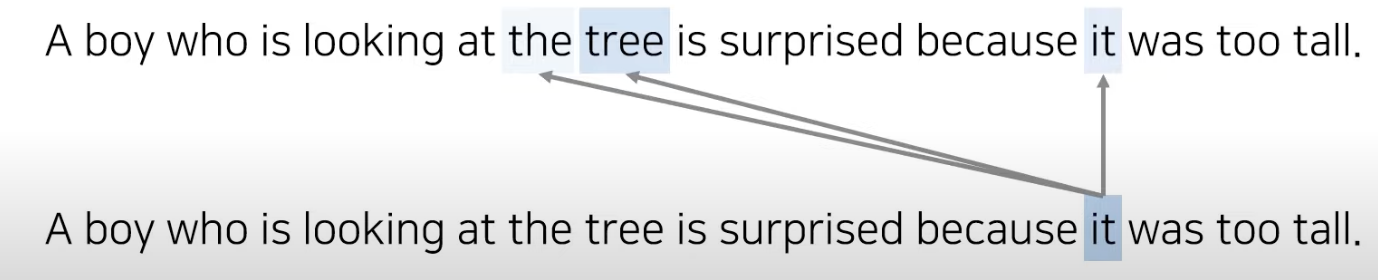 A boy who is looking at the tree is surprised because it was too tall.
A boy who is looking at the tree is surprised because it was too tall.